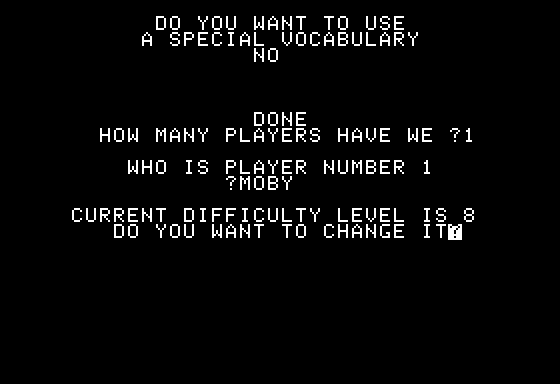 DO YOU WANT TO USE
A SPECIAL VOCABULARY
NO
DONE
HOW MANY PLAYERS HAVE WE ?1
WHO IS PLAYER NUMBER 1
?MOBY
CURRENT DIFFICULTY LEVEL IS 8
DO YOU WANT TO CHANGE IT?